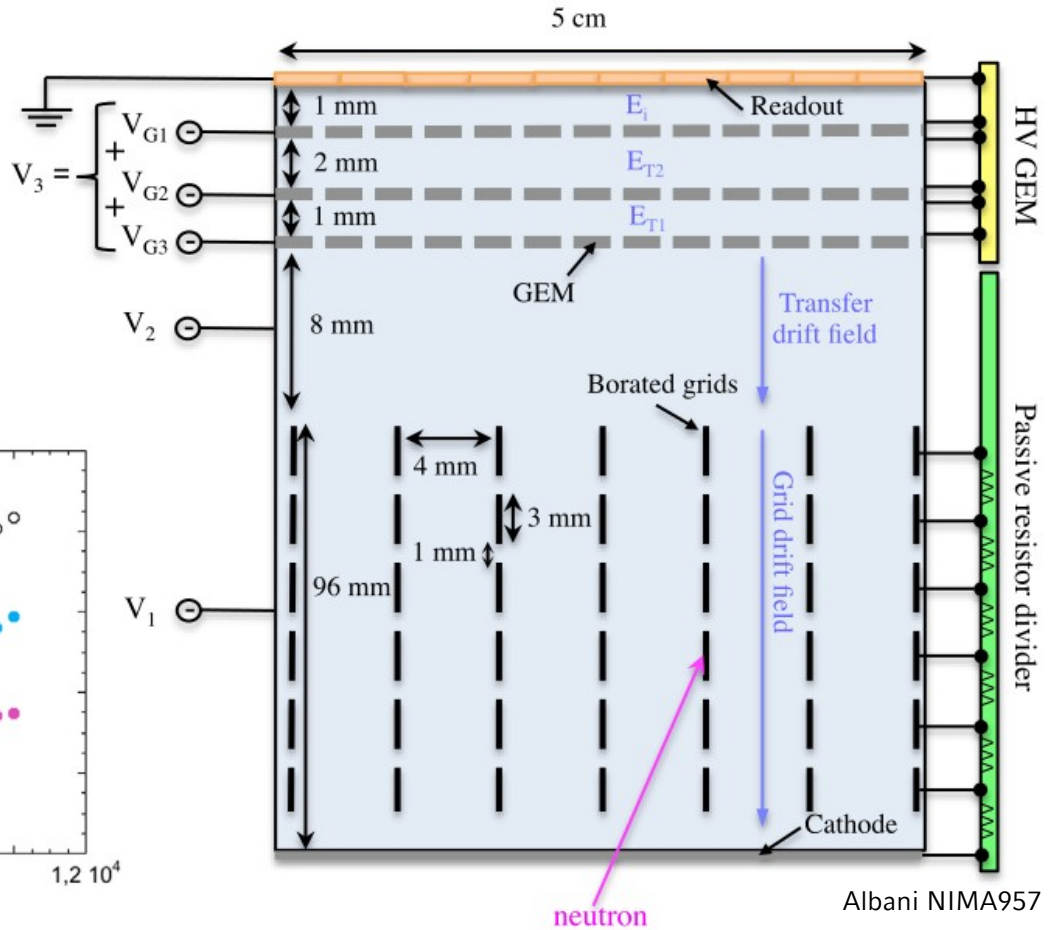 5 cm
1 mm
E_i
Readout
V_G1
+
2 mm
E_T2
V_3 =
V_G2
+
1 mm
E_T1
V_G3
GEM
HV GEM
V_2
8 mm
Transfer
drift field
Borated grids
4 mm
3 mm
1 mm
96 mm
Grid drift field
Passive resistor divider
V_1
Cathode
1,2 10^4
neutron
Albani NIMA957